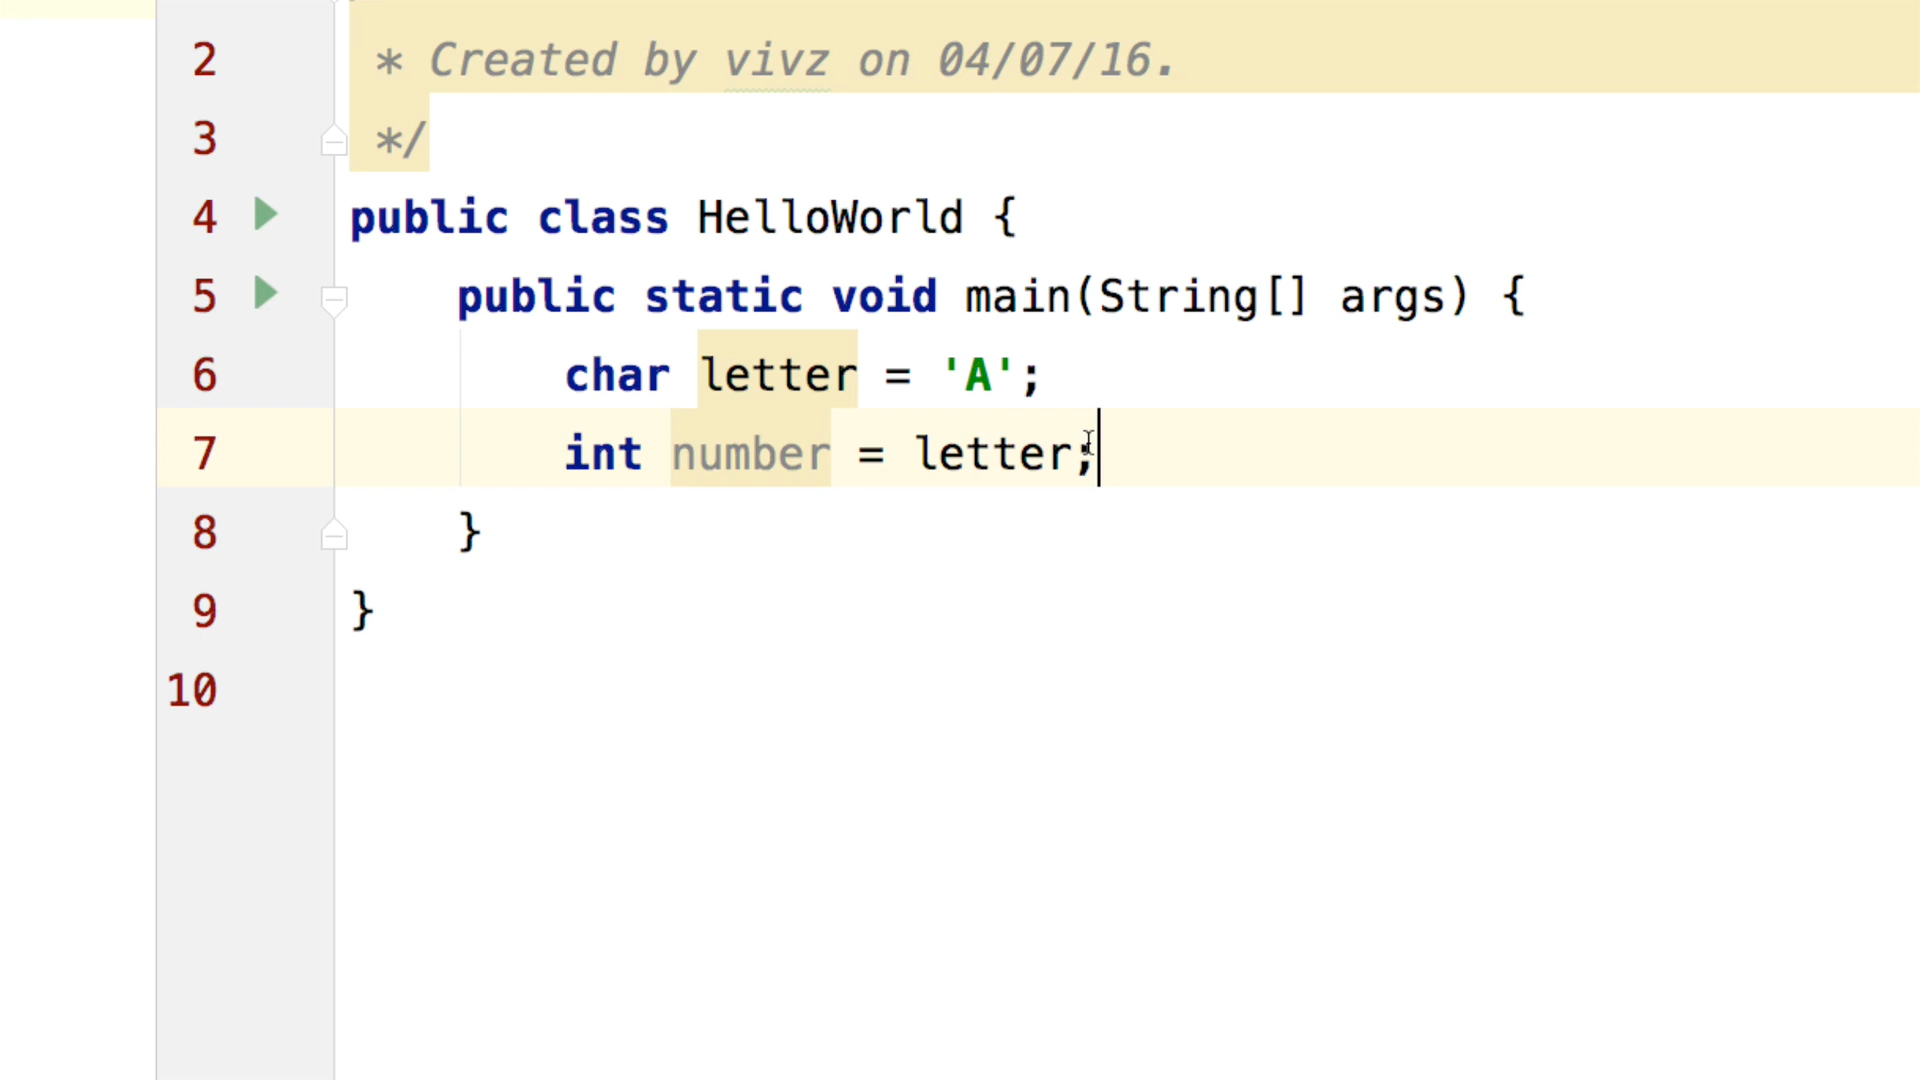 2 * Created by vivz on 04/07/16.
3 */
4 public class HelloWorld {
5 public static void main(String[] args) {
6 char letter = 'A';
7 int number = letter;
8 }
9 }
10